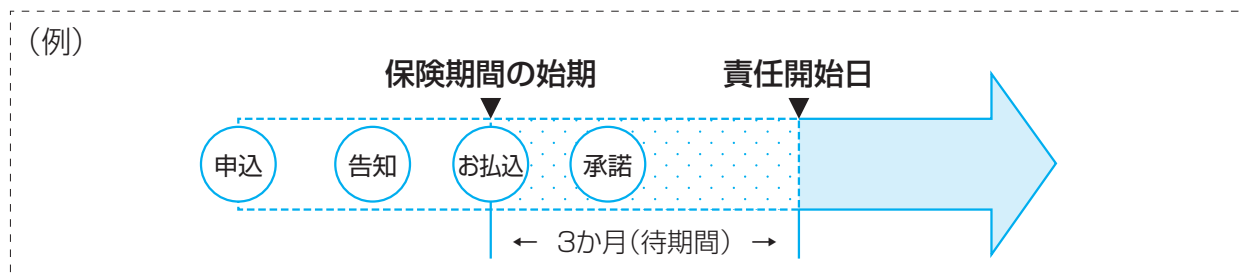 （例）
保険期間の始期 責任開始日
申込 告知 お払込 承諾
← 3か月（待期間） →